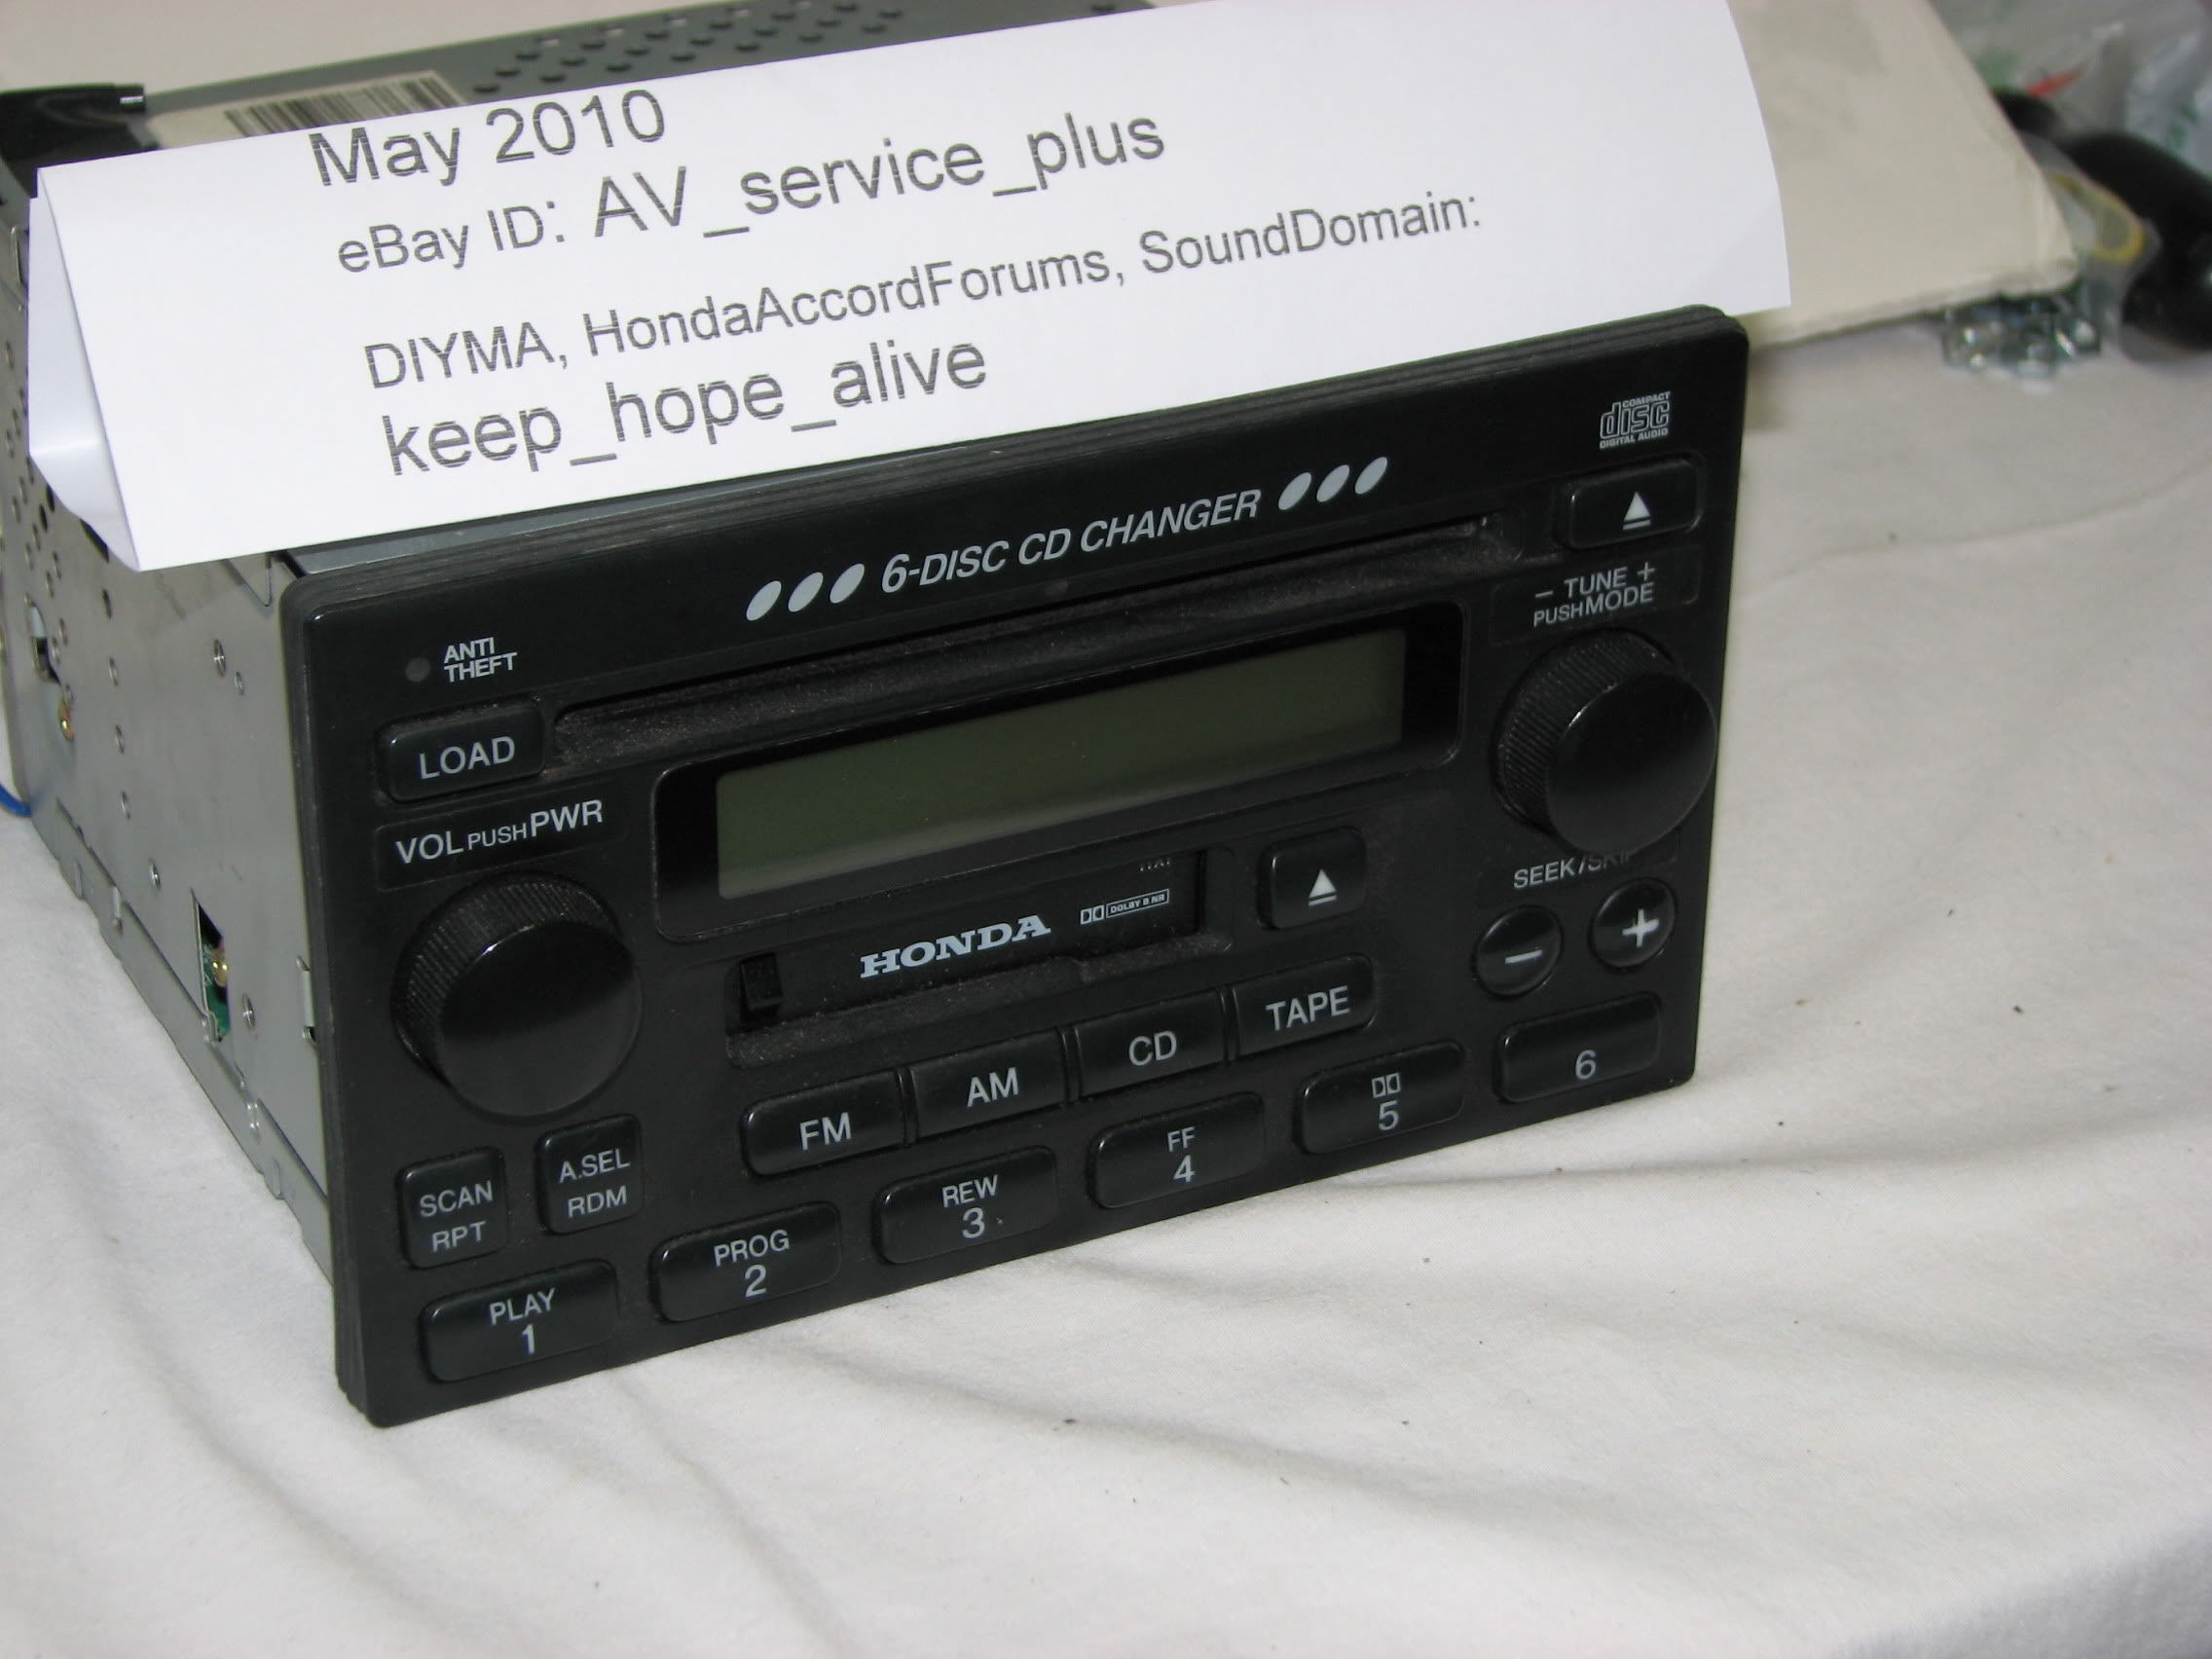 May 2010
eBay ID: AV_service_plus
DIYMA, HondaAccordForums, SoundDomain:
keep_hope_alive
COMPACT
disc
DIGITAL AUDIO
6-DISC CD CHANGER
ANTI
THEFT
LOAD
− TUNE +
PUSH MODE
VOL PUSH PWR
SEEK/SKIP
HONDA
DOLBY B NR
FM
AM
CD
TAPE
SCAN
RPT
A.SEL
RDM
PLAY
1
PROG
2
REW
3
FF
4
5
6